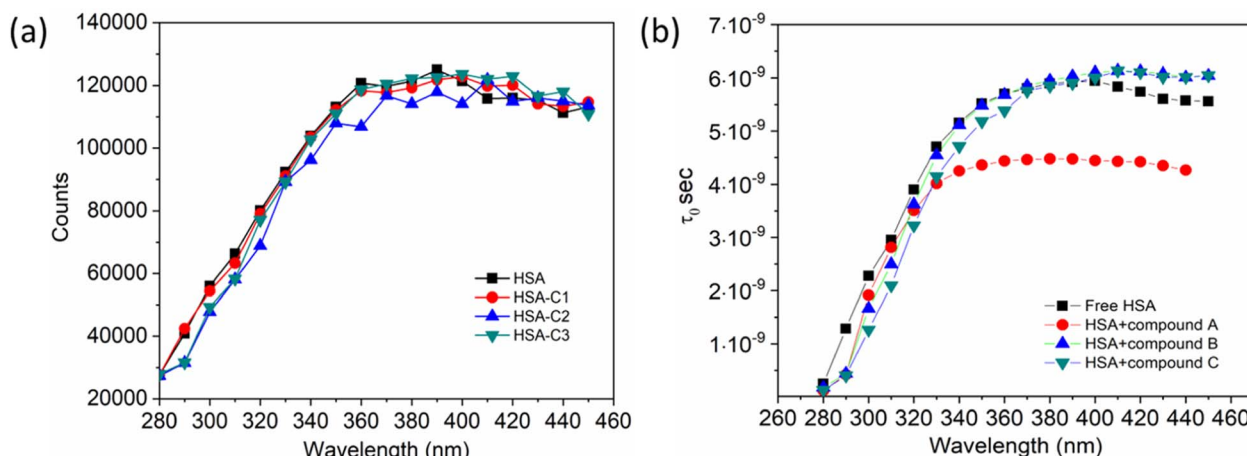 (a)
140000
120000
100000
80000
60000
40000
20000
Counts
HSA
HSA-C1
HSA-C2
HSA-C3
280 300 320 340 360 380 400 420 440 460
Wavelength (nm)
(b)
7·10⁻⁹
6·10⁻⁹
5·10⁻⁹
4·10⁻⁹
3·10⁻⁹
2·10⁻⁹
1·10⁻⁹
τ₀ sec
Free HSA
HSA+compound A
HSA+compound B
HSA+compound C
260 280 300 320 340 360 380 400 420 440 460
Wavelength (nm)